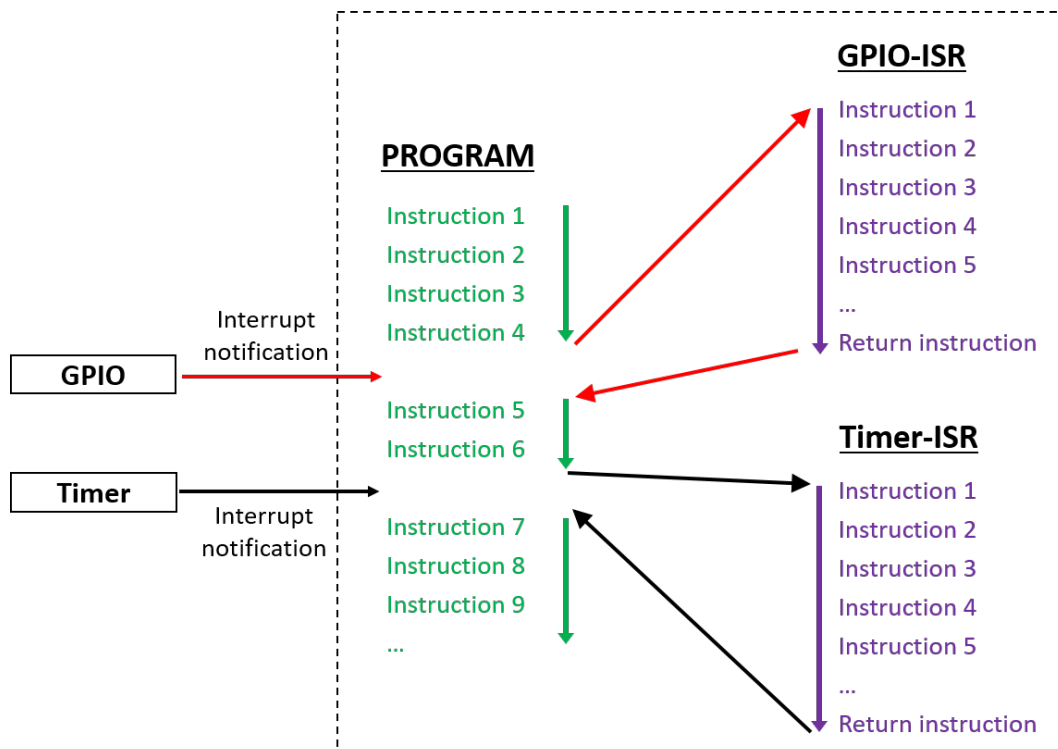 GPIO
Interrupt
notification
Timer
Interrupt
notification
PROGRAM
Instruction 1
Instruction 2
Instruction 3
Instruction 4
Instruction 5
Instruction 6
Instruction 7
Instruction 8
Instruction 9
...
GPIO-ISR
Instruction 1
Instruction 2
Instruction 3
Instruction 4
Instruction 5
...
Return instruction
Timer-ISR
Instruction 1
Instruction 2
Instruction 3
Instruction 4
Instruction 5
...
Return instruction